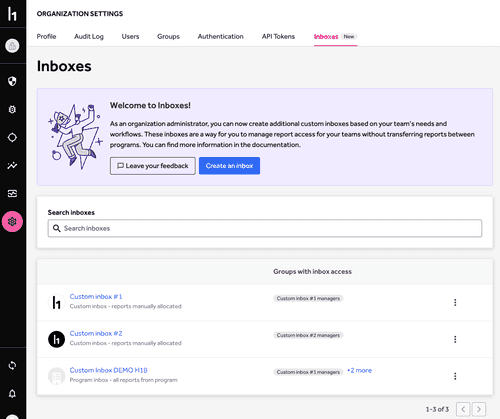 h1
ORGANIZATION SETTINGS
Profile Audit Log Users Groups Authentication API Tokens Inboxes New
Inboxes
Welcome to Inboxes!
As an organization administrator, you can now create additional custom inboxes based on your team's needs and
workflows. These inboxes are a way for you to manage report access for your teams without transferring reports between
programs. You can find more information in the documentation.
Leave your feedback Create an inbox
Search inboxes
Search inboxes
Groups with inbox access
h1 Custom inbox #1 Custom inbox #1 managers
Custom inbox - reports manually allocated
h1 Custom inbox #2 Custom inbox #2 managers
Custom inbox - reports manually allocated
Custom Inbox DEMO H1B Custom inbox #1 managers +2 more
Program inbox - all reports from program
1-3 of 3